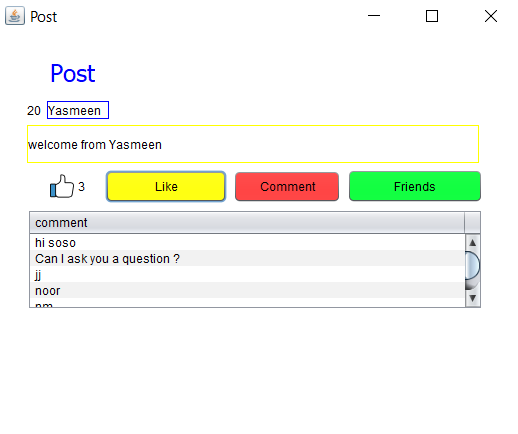 Post
Post
20 Yasmeen
welcome from Yasmeen
3 Like Comment Friends
comment
hi soso
Can I ask you a question ?
jj
noor